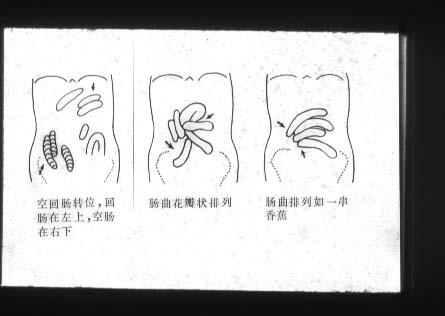 空回肠转位，回
肠在左上，空肠
在右下
肠曲花瓣状排列
肠曲排列如一串
香蕉